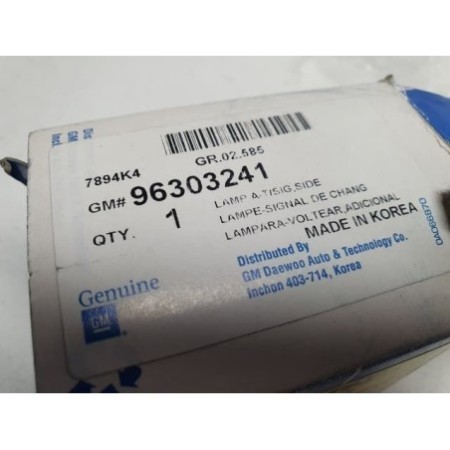 GR.02.585
7894K4
GM# 96303241
QTY. 1
LAMP A-T/SIG,SIDE
LAMPE-SIGNAL DE CHANG
LAMPARA-VOLTEAR,ADICIONAL
MADE IN KOREA
Distributed By
GM Daewoo Auto & Technology Co.
Inchon 403-714, Korea
Genuine
GM